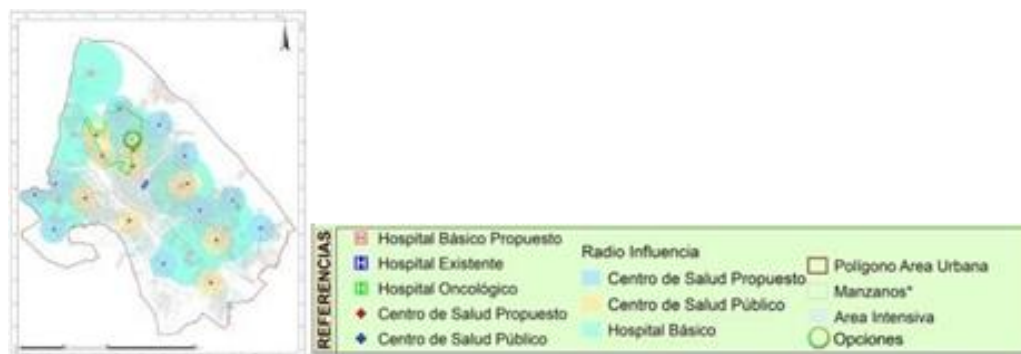 REFERENCIAS
Hospital Básico Propuesto
Hospital Existente
Hospital Oncológico
Centro de Salud Propuesto
Centro de Salud Público
Radio Influencia
Centro de Salud Propuesto
Centro de Salud Público
Hospital Básico
Polígono Area Urbana
Manzanos*
Area Intensiva
Opciones